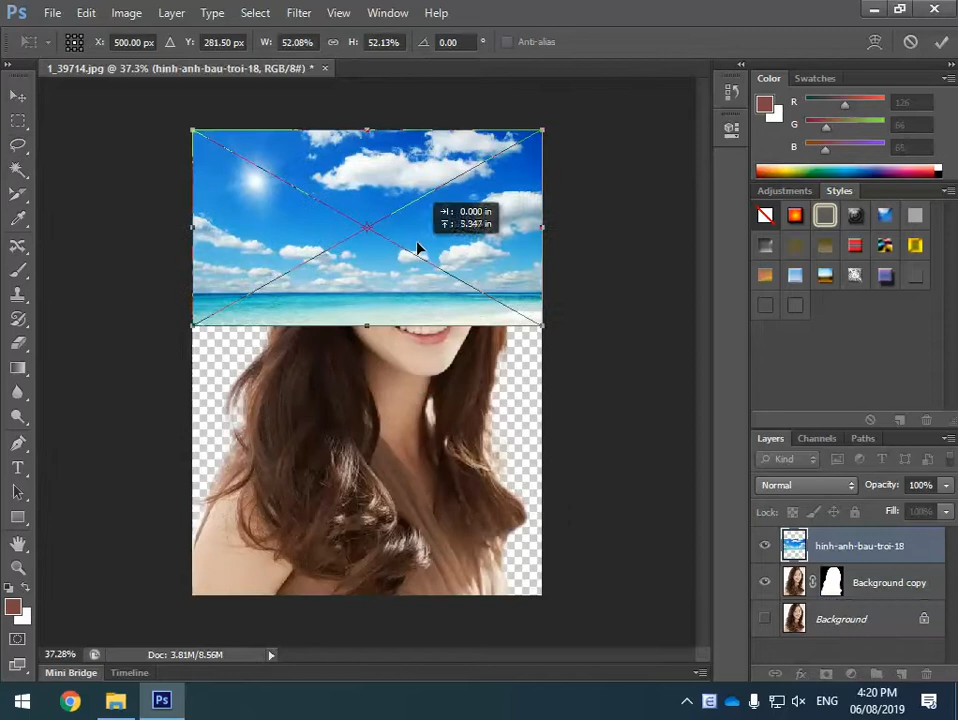 Ps File Edit Image Layer Type Select Filter View Window Help
X: 500.00 px Y: 281.50 px W: 52.08% H: 52.13% 0.00 ° Anti-alias
1_39714.jpg @ 37.3% (hinh-anh-bau-troi-18, RGB/8#) * ×
Color Swatches
R 126
G 86
B 65
Adjustments Styles
0.000 in
5.347 in
Layers Channels Paths
Kind
Normal Opacity: 100%
Lock: Fill: 100%
hinh-anh-bau-troi-18
Background copy
Background
37.28% Doc: 3.81M/8.56M
Mini Bridge Timeline
Ps ENG 4:20 PM
06/08/2019